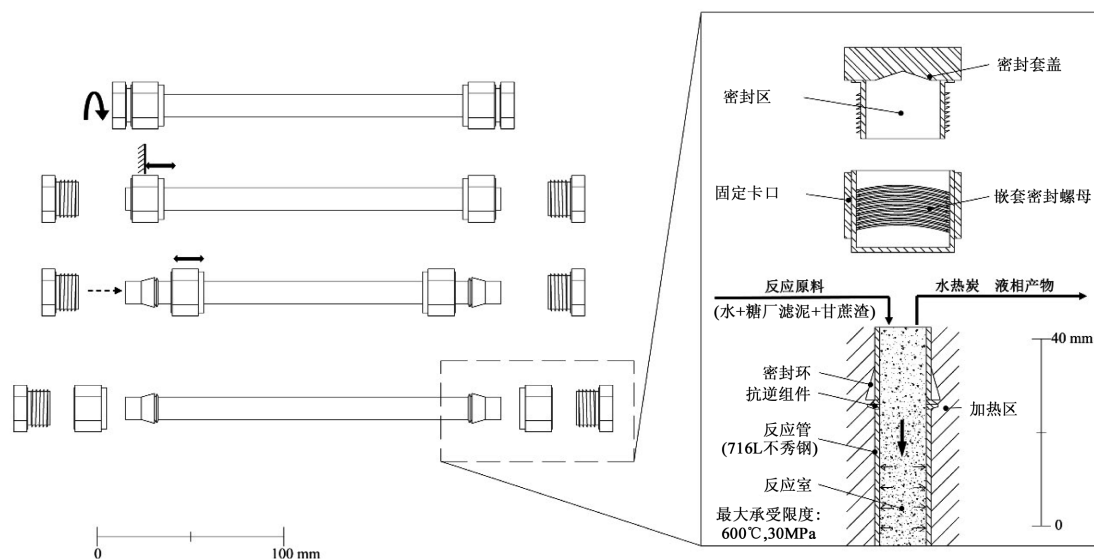 密封套盖
密封区
固定卡口
嵌套密封螺母
反应原料
(水+糖厂滤泥+甘蔗渣)
水热炭 液相产物
40 mm
密封环
抗逆组件
加热区
反应管
(716L不秀钢)
反应室
最大承受限度：
600℃,30MPa
0
0
100 mm